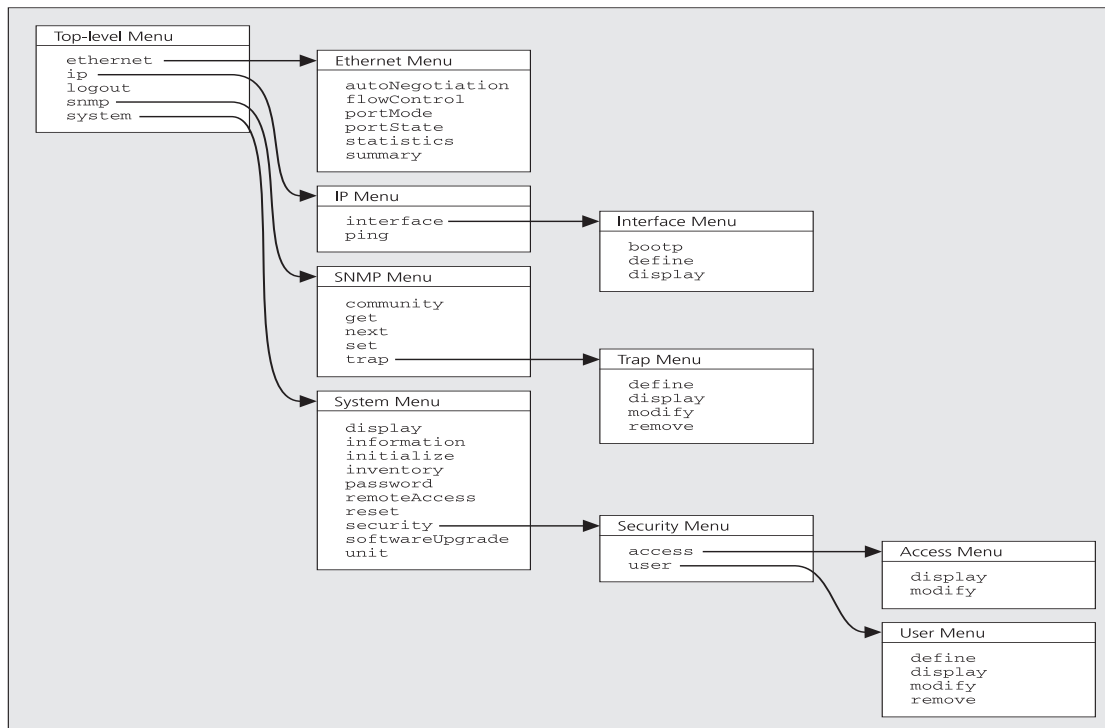 Top-level Menu
ethernet
ip
logout
snmp
system
Ethernet Menu
autoNegotiation
flowControl
portMode
portState
statistics
summary
IP Menu
interface
ping
Interface Menu
bootp
define
display
SNMP Menu
community
get
next
set
trap
Trap Menu
define
display
modify
remove
System Menu
display
information
initialize
inventory
password
remoteAccess
reset
security
softwareUpgrade
unit
Security Menu
access
user
Access Menu
display
modify
User Menu
define
display
modify
remove